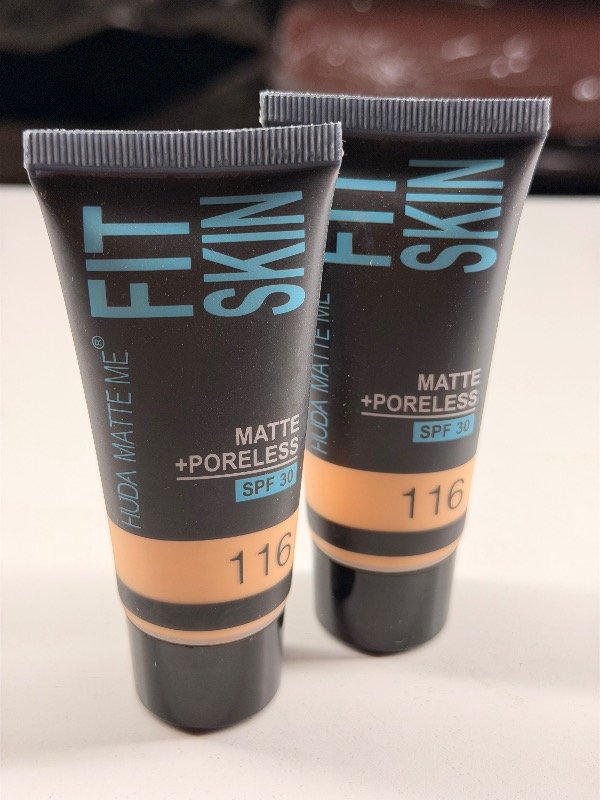 HUDA MATTE ME®
FIT
SKIN
MATTE
+PORELESS
SPF 30
116
HUDA MATTE ME
FIT
SKIN
MATTE
+PORELESS
SPF 30
116